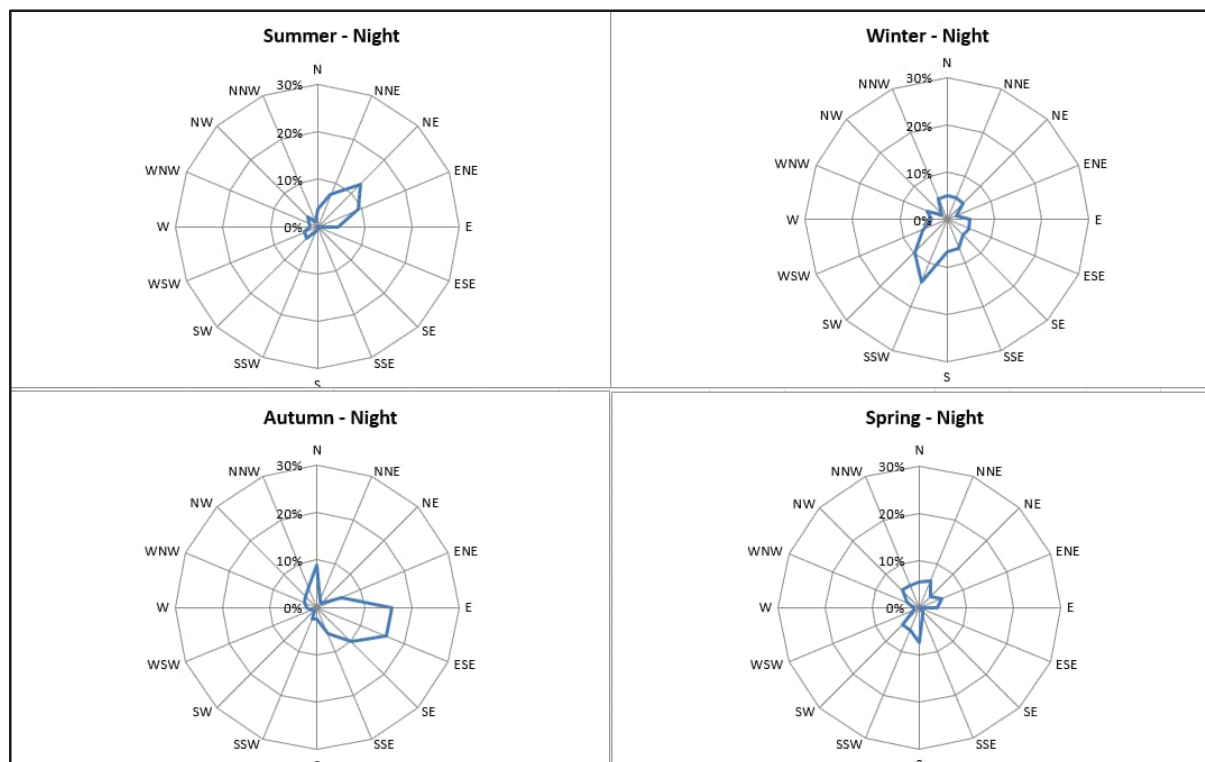 Summer - Night
N
30%
NNW
NNE
NW
NE
20%
WNW
ENE
10%
W
0%
E
WSW
ESE
SW
SE
SSW
SSE
S
Winter - Night
N
30%
NNW
NNE
NW
NE
20%
WNW
ENE
10%
W
0%
E
WSW
ESE
SW
SE
SSW
SSE
S
Autumn - Night
N
30%
NNW
NNE
NW
NE
20%
WNW
ENE
10%
W
0%
E
WSW
ESE
SW
SE
SSW
SSE
Spring - Night
N
30%
NNW
NNE
NW
NE
20%
WNW
ENE
10%
W
0%
E
WSW
ESE
SW
SE
SSW
SSE